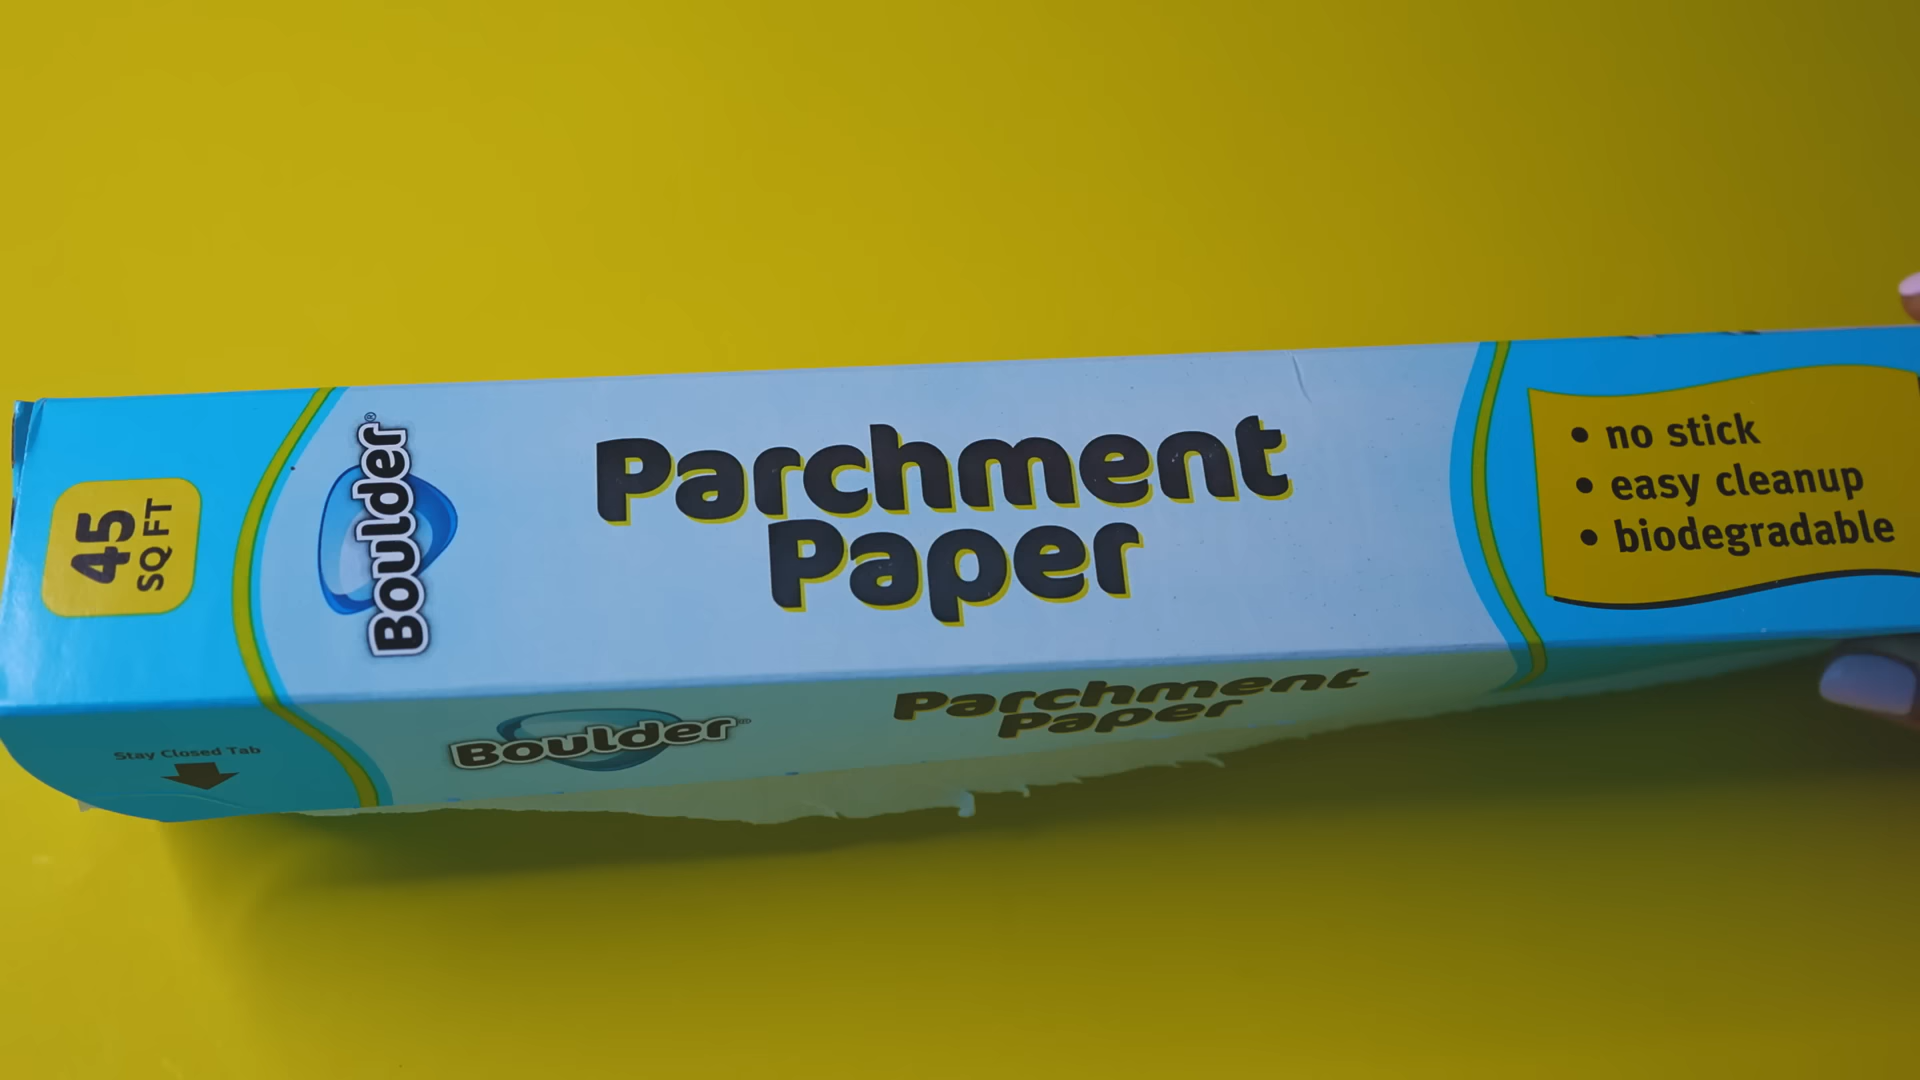 45
SQ FT
Boulder®
Parchment
Paper
• no stick
• easy cleanup
• biodegradable
Stay Closed Tab
Boulder®
Parchment
Paper